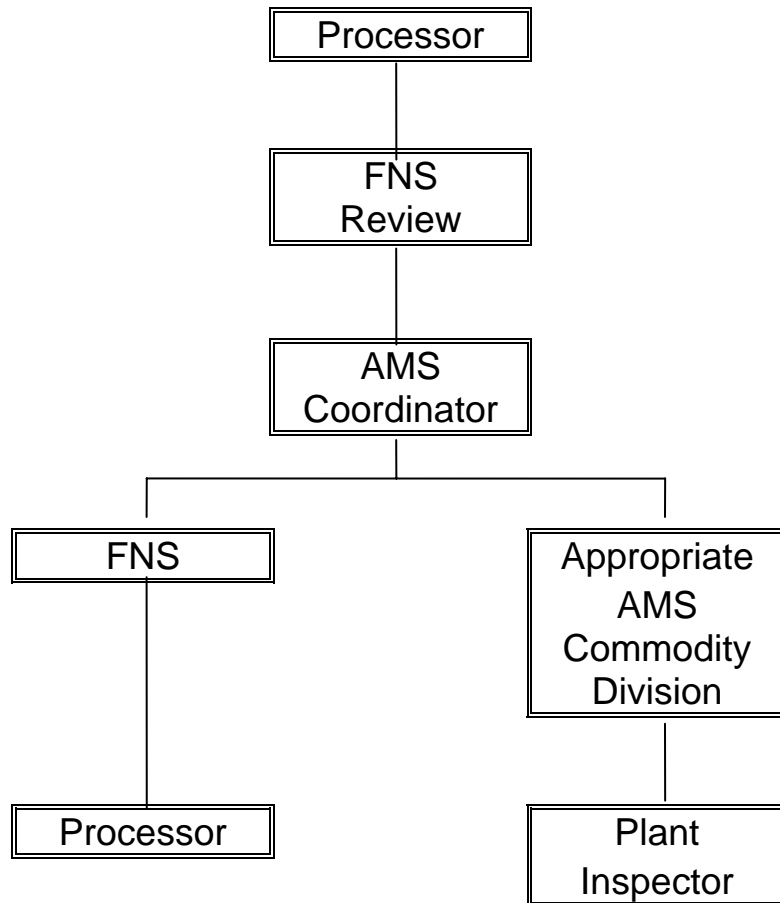 Processor
FNS
Review
AMS
Coordinator
FNS
Appropriate
AMS
Commodity
Division
Processor
Plant
Inspector